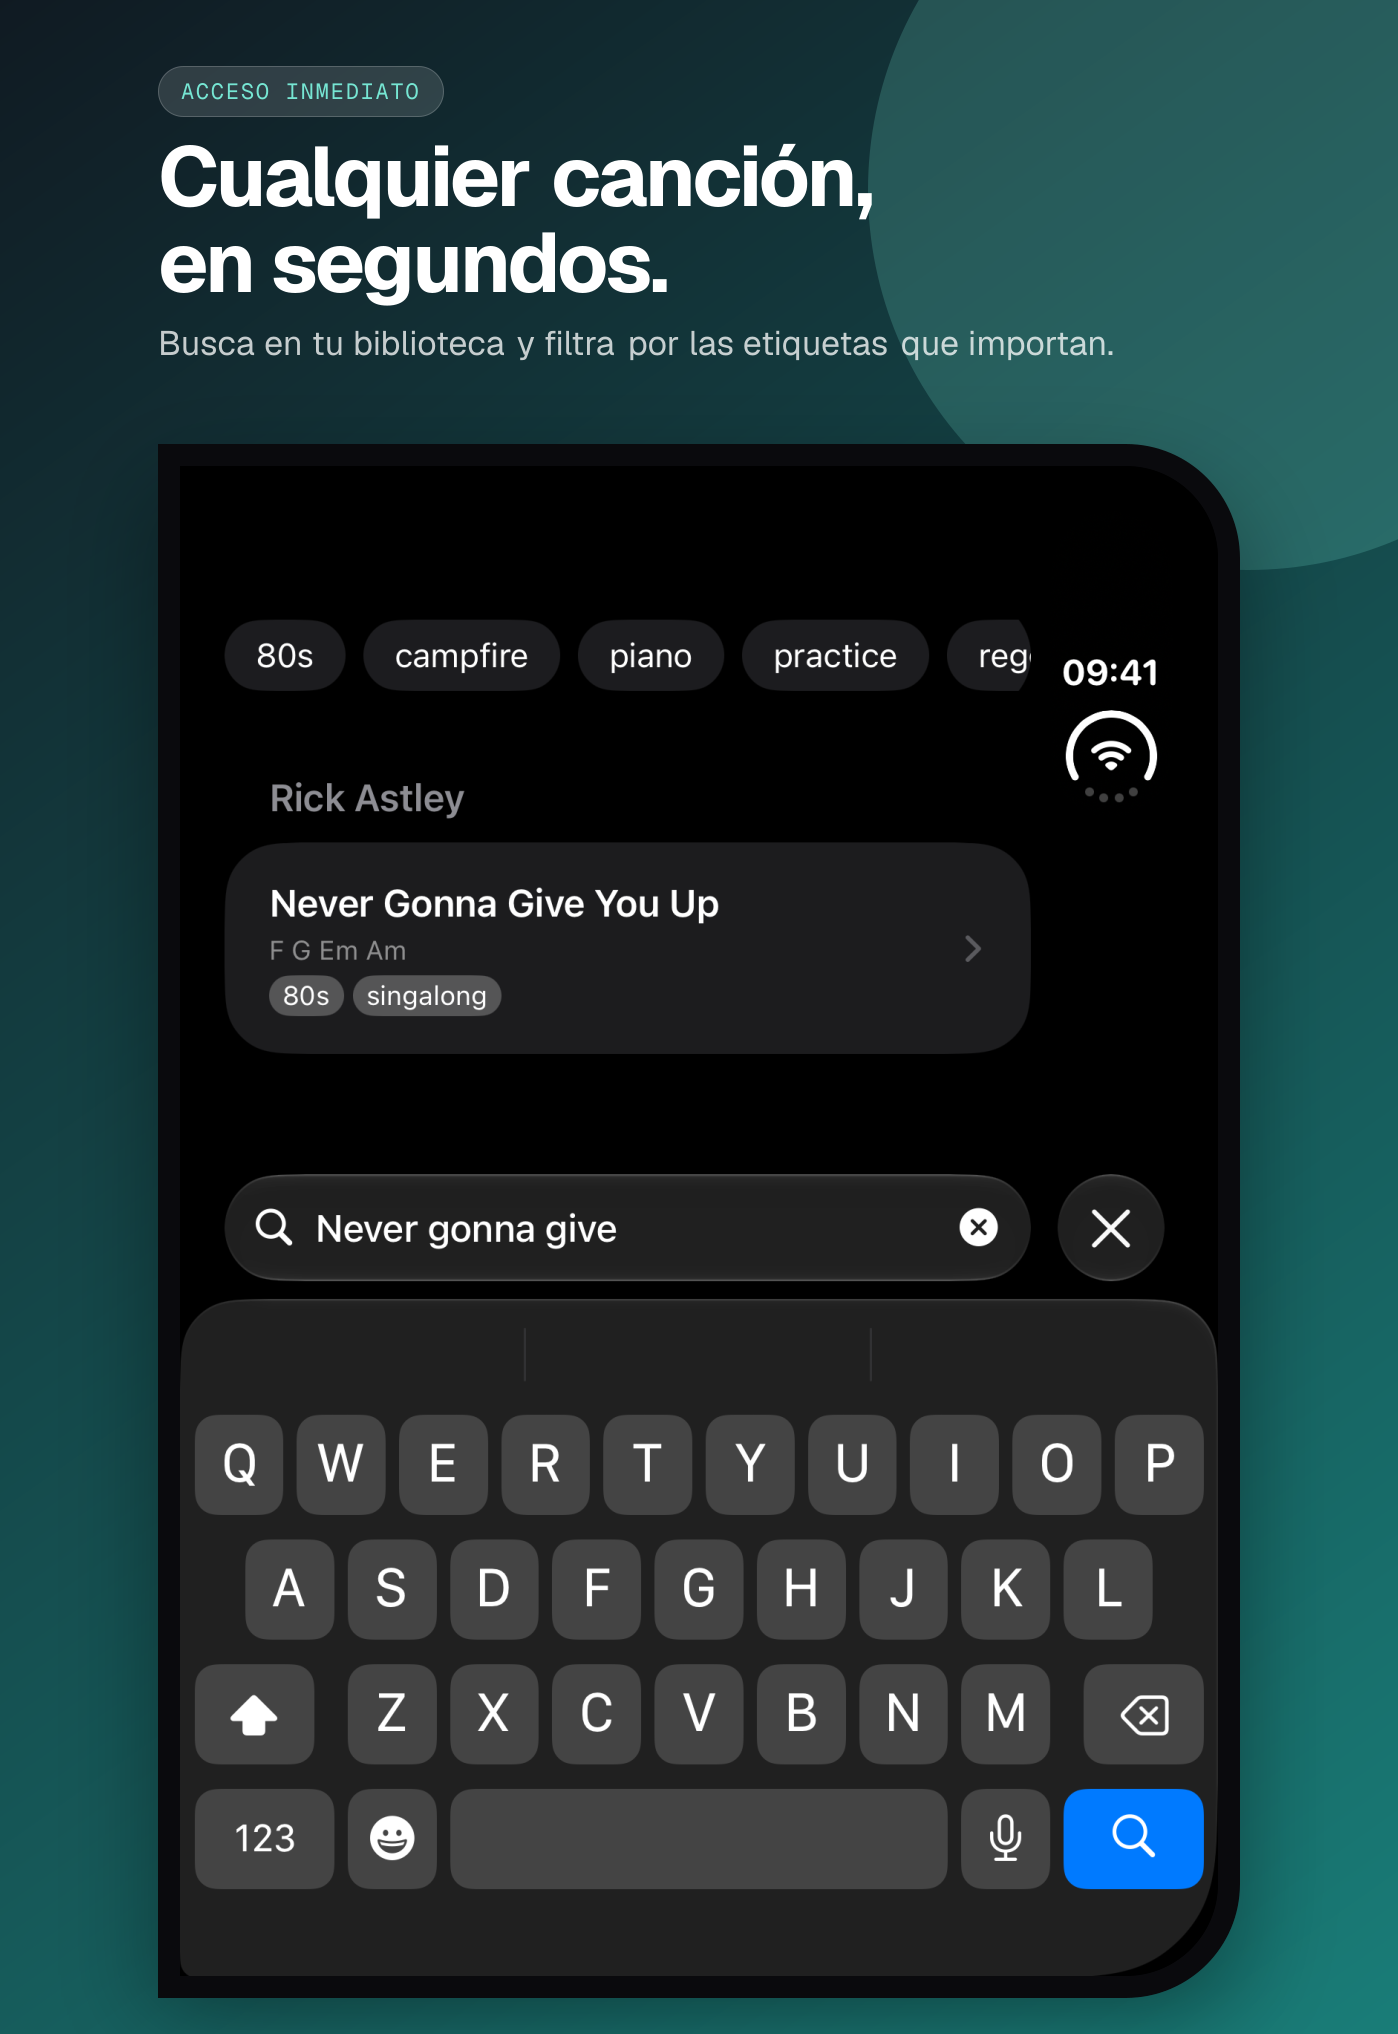 ACCESO INMEDIATO
Cualquier canción,
en segundos.
Busca en tu biblioteca y filtra por las etiquetas que importan.
80s campfire piano practice
09:41
Rick Astley
Never Gonna Give You Up
F G Em Am
80s singalong
Never gonna give
Q W E R T Y U I O P
A S D F G H J K L
Z X C V B N M
123